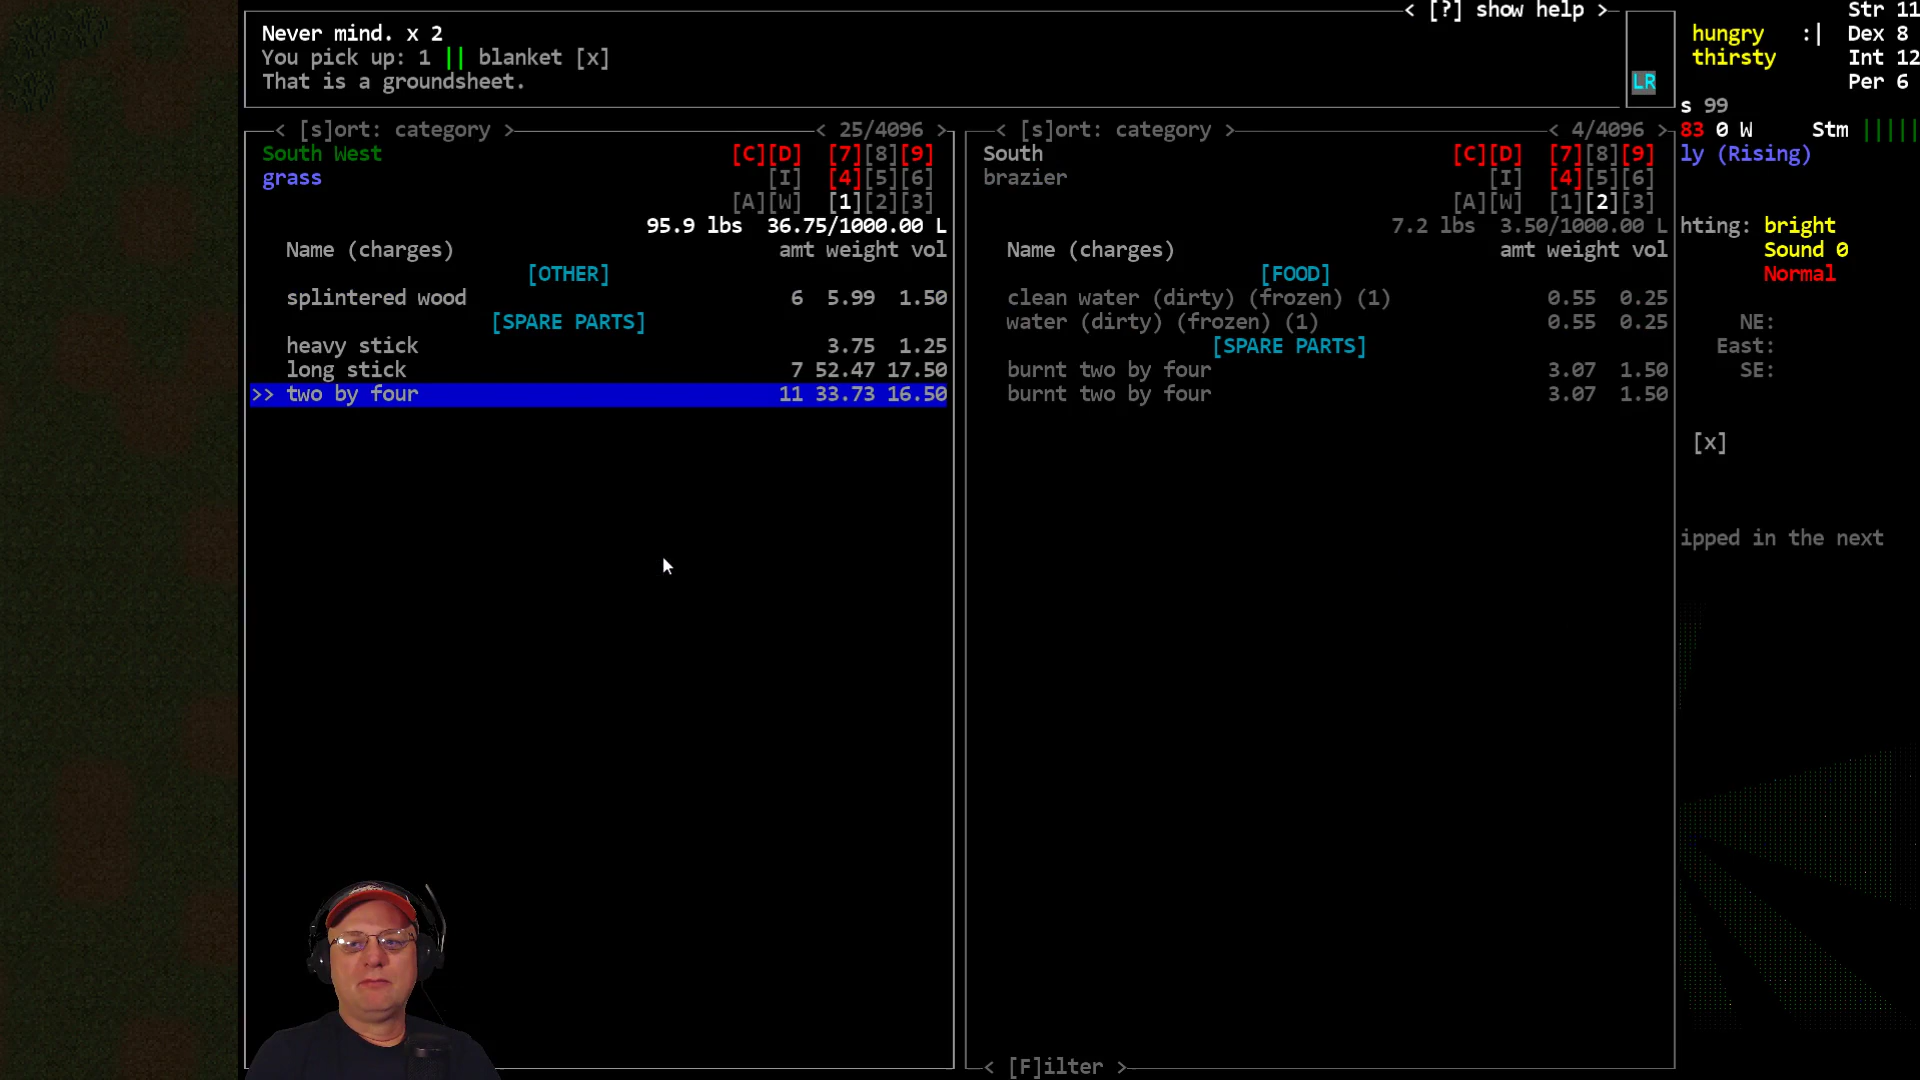 < [?] show help >
Never mind. x 2
You pick up: 1 || blanket [x]
That is a groundsheet.
LR
hungry :|
thirsty
Str 11
Dex 8
Int 12
Per 6
s 99
83 0 W Stm |||||
ly (Rising)
hting: bright
Sound 0
Normal
NE:
East:
SE:
[x]
ipped in the next
< [s]ort: category > < 25/4096 >
South West [C][D] [7][8][9]
grass [I] [4][5][6]
[A][W] [1][2][3]
95.9 lbs 36.75/1000.00 L
Name (charges) amt weight vol
[OTHER]
splintered wood 6 5.99 1.50
[SPARE PARTS]
heavy stick 3.75 1.25
long stick 7 52.47 17.50
>> two by four 11 33.73 16.50
< [s]ort: category > < 4/4096 >
South [C][D] [7][8][9]
brazier [I] [4][5][6]
[A][W] [1][2][3]
7.2 lbs 3.50/1000.00 L
Name (charges) amt weight vol
[FOOD]
clean water (dirty) (frozen) (1) 0.55 0.25
water (dirty) (frozen) (1) 0.55 0.25
[SPARE PARTS]
burnt two by four 3.07 1.50
burnt two by four 3.07 1.50
< [F]ilter >